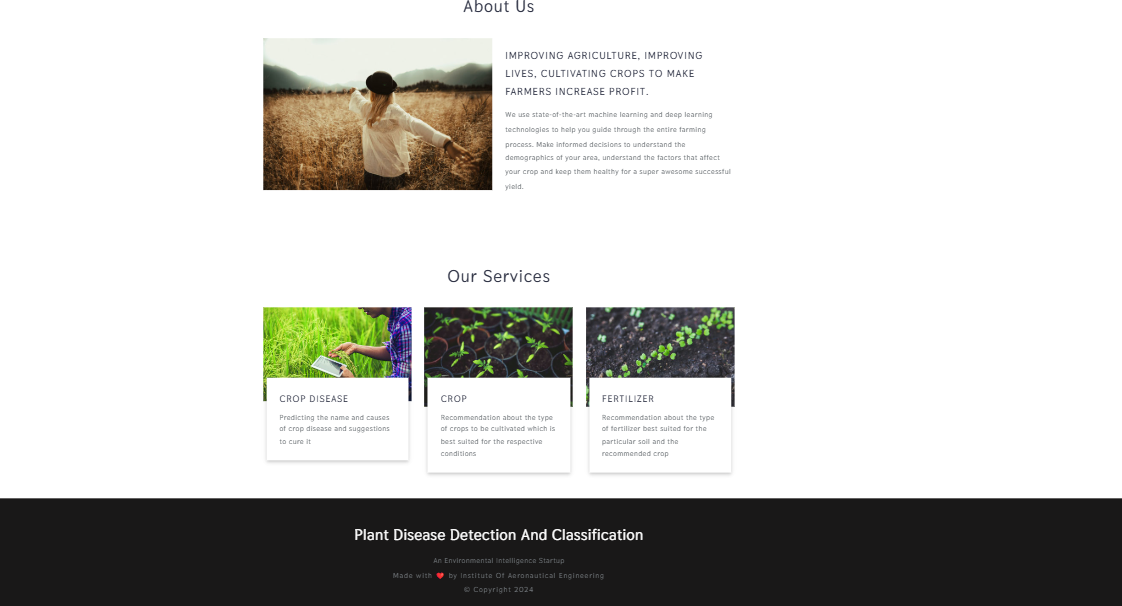 About Us
IMPROVING AGRICULTURE, IMPROVING
LIVES, CULTIVATING CROPS TO MAKE
FARMERS INCREASE PROFIT.
We use state-of-the-art machine learning and deep learning
technologies to help you guide through the entire farming
process. Make informed decisions to understand the
demographics of your area, understand the factors that affect
your crop and keep them healthy for a super awesome successful
yield.
Our Services
CROP DISEASE
Predicting the name and causes
of crop disease and suggestions
to cure it
CROP
Recommendation about the type
of crops to be cultivated which is
best suited for the respective
conditions
FERTILIZER
Recommendation about the type
of fertilizer best suited for the
particular soil and the
recommended crop
Plant Disease Detection And Classification
An Environmental Intelligence Startup
Made with ❤️ by Institute Of Aeronautical Engineering
© Copyright 2024